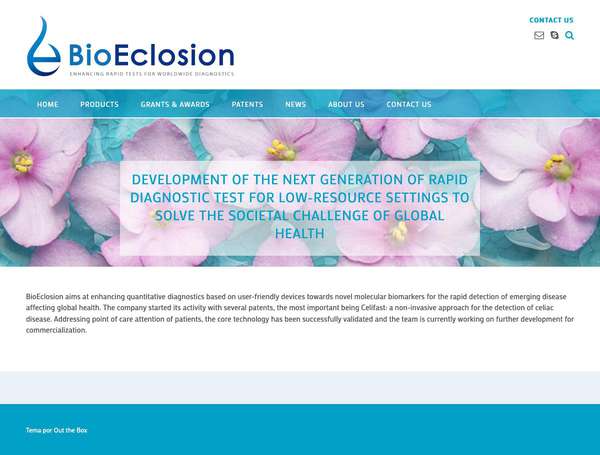 CONTACT US
BioEclosion
ENHANCING RAPID TESTS FOR WORLDWIDE DIAGNOSTICS
HOME PRODUCTS GRANTS & AWARDS PATENTS NEWS ABOUT US CONTACT US
DEVELOPMENT OF THE NEXT GENERATION OF RAPID
DIAGNOSTIC TEST FOR LOW-RESOURCE SETTINGS TO
SOLVE THE SOCIETAL CHALLENGE OF GLOBAL
HEALTH
BioEclosion aims at enhancing quantitative diagnostics based on user-friendly devices towards novel molecular biomarkers for the rapid detection of emerging disease
affecting global health. The company started its activity with several patents, the most important being Celifast: a non-invasive approach for the detection of celiac
disease. Addressing point of care attention of patients, the core technology has been successfully validated and the team is currently working on further development for
commercialization.
Tema por Out the Box